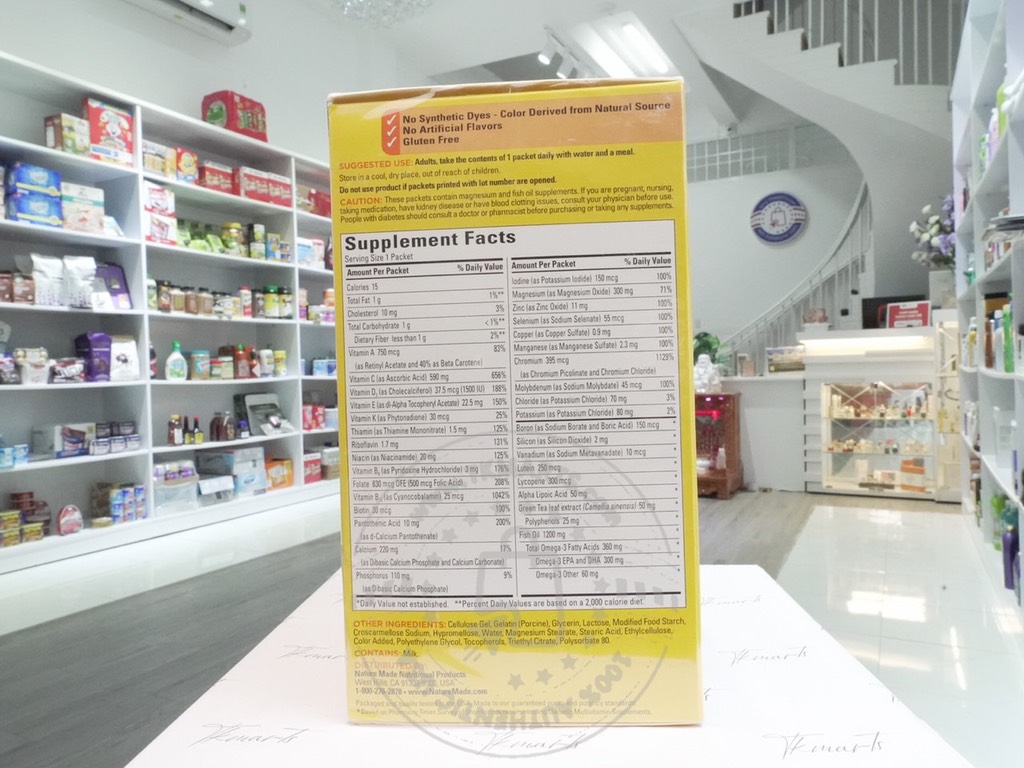 No Synthetic Dyes - Color Derived from Natural Source
No Artificial Flavors
Gluten Free
SUGGESTED USE: Adults, take the contents of 1 packet daily with water and a meal.
Store in a cool, dry place, out of reach of children.
Do not use product if packets printed with lot number are opened.
CAUTION: These packets contain magnesium and fish oil supplements. If you are pregnant, nursing,
taking medication, have kidney disease or have blood clotting issues, consult your physician before use.
People with diabetes should consult a doctor or pharmacist before purchasing or taking any supplements.
Supplement Facts
Serving Size 1 Packet
Amount Per Packet % Daily Value
Calories 15
Total Fat 1 g 1%**
Cholesterol 10 mg 3%
Total Carbohydrate 1 g <1%**
Dietary Fiber less than 1 g 2%**
Vitamin A 750 mcg 83%
(as Retinyl Acetate and 40% as Beta Carotene)
Vitamin C (as Ascorbic Acid) 590 mg 656%
Vitamin D3 (as Cholecalciferol) 37.5 mcg (1500 IU) 188%
Vitamin E (as dl-Alpha Tocopheryl Acetate) 22.5 mg 150%
Vitamin K (as Phytonadione) 30 mcg 25%
Thiamin (as Thiamine Mononitrate) 1.5 mg 125%
Riboflavin 1.7 mg 131%
Niacin (as Niacinamide) 20 mg 125%
Vitamin B6 (as Pyridoxine Hydrochloride) 3 mg 176%
Folate 830 mcg DFE (500 mcg Folic Acid) 208%
Vitamin B12 (as Cyanocobalamin) 25 mcg 1042%
Biotin 30 mcg 100%
Pantothenic Acid 10 mg 200%
(as d-Calcium Pantothenate)
Calcium 220 mg 17%
(as Dibasic Calcium Phosphate and Calcium Carbonate)
Phosphorus 110 mg 9%
(as Dibasic Calcium Phosphate)
Amount Per Packet % Daily Value
Iodine (as Potassium Iodide) 150 mcg 100%
Magnesium (as Magnesium Oxide) 300 mg 71%
Zinc (as Zinc Oxide) 11 mg 100%
Selenium (as Sodium Selenate) 55 mcg 100%
Copper (as Copper Sulfate) 0.9 mg 100%
Manganese (as Manganese Sulfate) 2.3 mg 100%
Chromium 395 mcg 1129%
(as Chromium Picolinate and Chromium Chloride)
Molybdenum (as Sodium Molybdate) 45 mcg 100%
Chloride (as Potassium Chloride) 70 mg 3%
Potassium (as Potassium Chloride) 80 mg 2%
Boron (as Sodium Borate and Boric Acid) 150 mcg *
Silicon (as Silicon Dioxide) 2 mg *
Vanadium (as Sodium Metavanadate) 10 mcg *
Lutein 250 mcg *
Lycopene 300 mcg *
Alpha Lipoic Acid 50 mg *
Green Tea leaf extract (Camellia sinensis) 50 mg *
Polyphenols 25 mg *
Fish Oil 1200 mg *
Total Omega-3 Fatty Acids 360 mg *
Omega-3 EPA and DHA 300 mg *
Omega-3 Other 60 mg *
*Daily Value not established. **Percent Daily Values are based on a 2,000 calorie diet.
OTHER INGREDIENTS: Cellulose Gel, Gelatin (Porcine), Glycerin, Lactose, Modified Food Starch,
Croscarmellose Sodium, Hypromellose, Water, Magnesium Stearate, Stearic Acid, Ethylcellulose,
Color Added, Polyethylene Glycol, Tocopherols, Triethyl Citrate, Polysorbate 80.
CONTAINS: Milk.
DISTRIBUTED BY
Nature Made Nutritional Products
West Hills, CA USA
1-800-276-2878 • www.NatureMade.com
100% AUTHENTIC
TKmarts
TKmarts
TKmarts
TKmarts